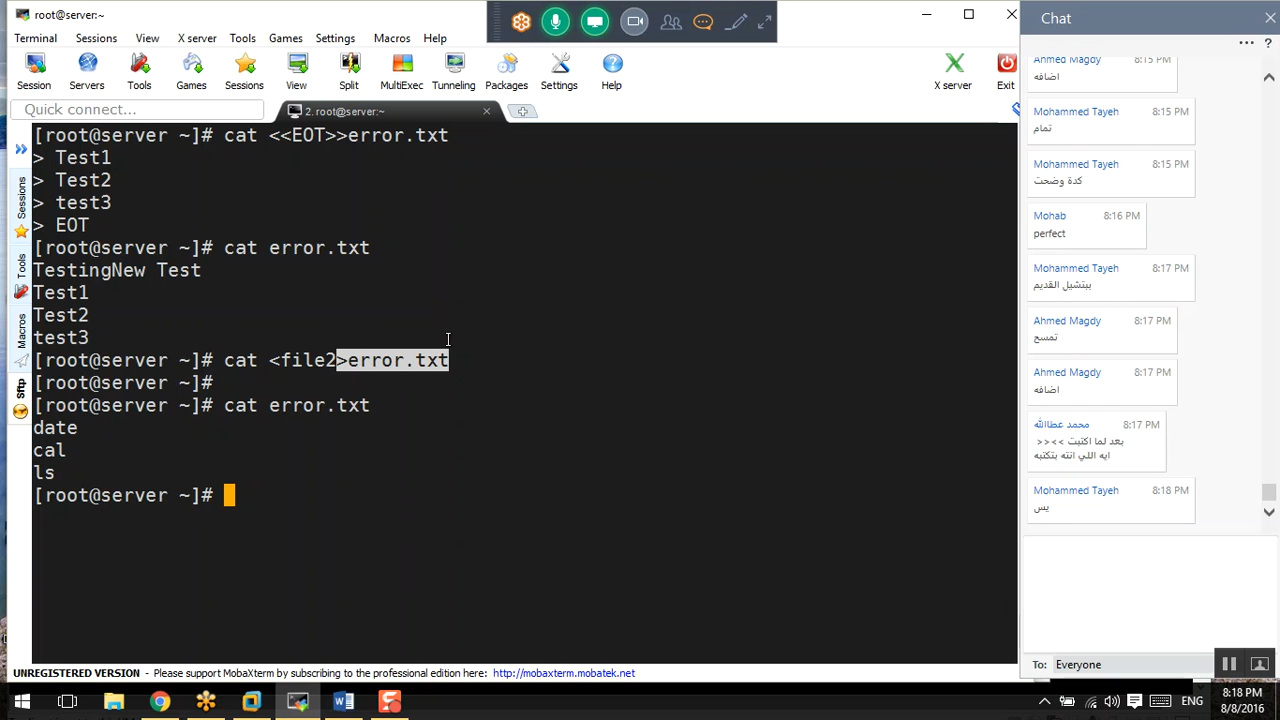 2. root@server:~
Terminal Sessions View X server Tools Games Settings Macros Help
Session Servers Tools Games Sessions View Split MultiExec Tunneling Packages Settings Help X server Exit
Quick connect...
2. root@server:~
Sessions
Tools
Macros
Sftp
[root@server ~]# cat <<EOT>>error.txt
> Test1
> Test2
> test3
> EOT
[root@server ~]# cat error.txt
TestingNew Test
Test1
Test2
test3
[root@server ~]# cat <file2>error.txt
[root@server ~]#
[root@server ~]# cat error.txt
date
cal
ls
[root@server ~]#
UNREGISTERED VERSION - Please support MobaXterm by subscribing to the professional edition here: http://mobaxterm.mobatek.net
Chat
Ahmed Magdy 8:15 PM
اضافه
Mohammed Tayeh 8:15 PM
تمام
Mohammed Tayeh 8:15 PM
كدة وضحت
Mohab 8:16 PM
perfect
Mohammed Tayeh 8:17 PM
بيتشيل القديم
Ahmed Magdy 8:17 PM
تمسح
Ahmed Magdy 8:17 PM
اضافه
محمد عطاالله 8:17 PM
بعد لما اكتبت >><<
ايه اللي انته بتكتبه
Mohammed Tayeh 8:18 PM
يس
To: Everyone
ENG
8:18 PM
8/8/2016